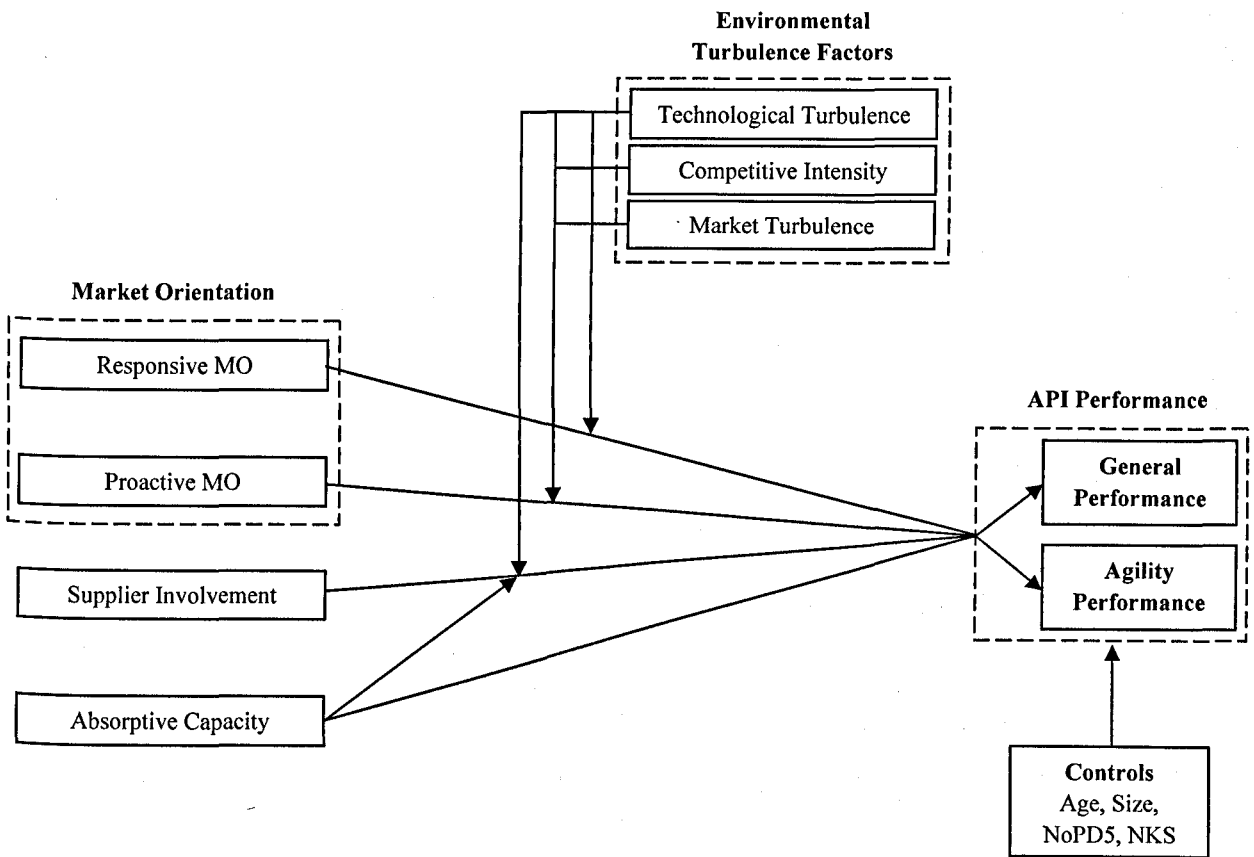 Environmental
Turbulence Factors
Technological Turbulence
Competitive Intensity
Market Turbulence
Market Orientation
Responsive MO
Proactive MO
Supplier Involvement
Absorptive Capacity
API Performance
General
Performance
Agility
Performance
Controls
Age, Size,
NoPD5, NKS